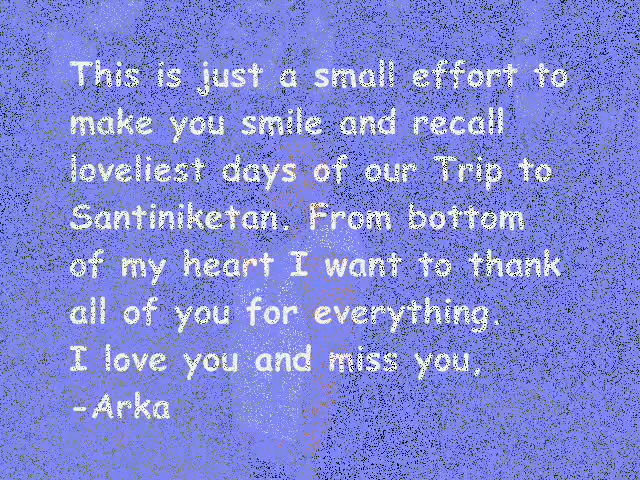 This is just a small effort to
make you smile and recall
loveliest days of our Trip to
Santiniketan. From bottom
of my heart I want to thank
all of you for everything.
I love you and miss you,
-Arka